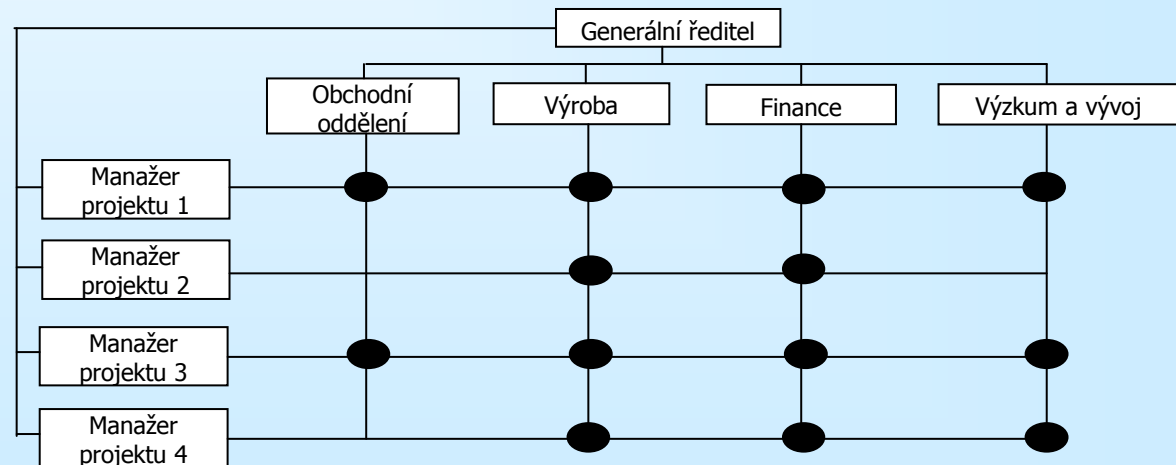 Generální ředitel
Obchodní
oddělení
Výroba
Finance
Výzkum a vývoj
Manažer
projektu 1
Manažer
projektu 2
Manažer
projektu 3
Manažer
projektu 4